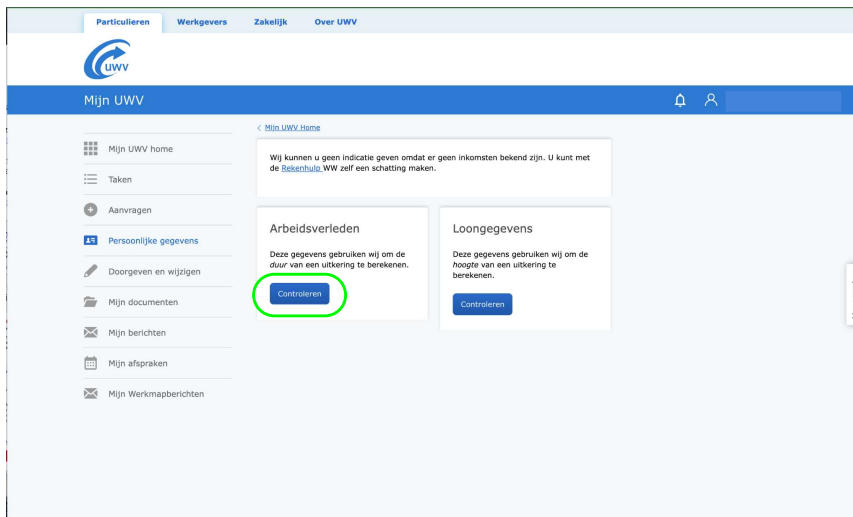 Particulieren Werkgevers Zakelijk Over UWV
UWV
Mijn UWV
< Mijn UWV Home
Mijn UWV home
Taken
Aanvragen
Persoonlijke gegevens
Doorgeven en wijzigen
Mijn documenten
Mijn berichten
Mijn afspraken
Mijn Werkmapberichten
Wij kunnen u geen indicatie geven omdat er geen inkomsten bekend zijn. U kunt met
de Rekenhulp WW zelf een schatting maken.
Arbeidsverleden
Deze gegevens gebruiken wij om de
duur van een uitkering te berekenen.
Controleren
Loongegevens
Deze gegevens gebruiken wij om de
hoogte van een uitkering te
berekenen.
Controleren